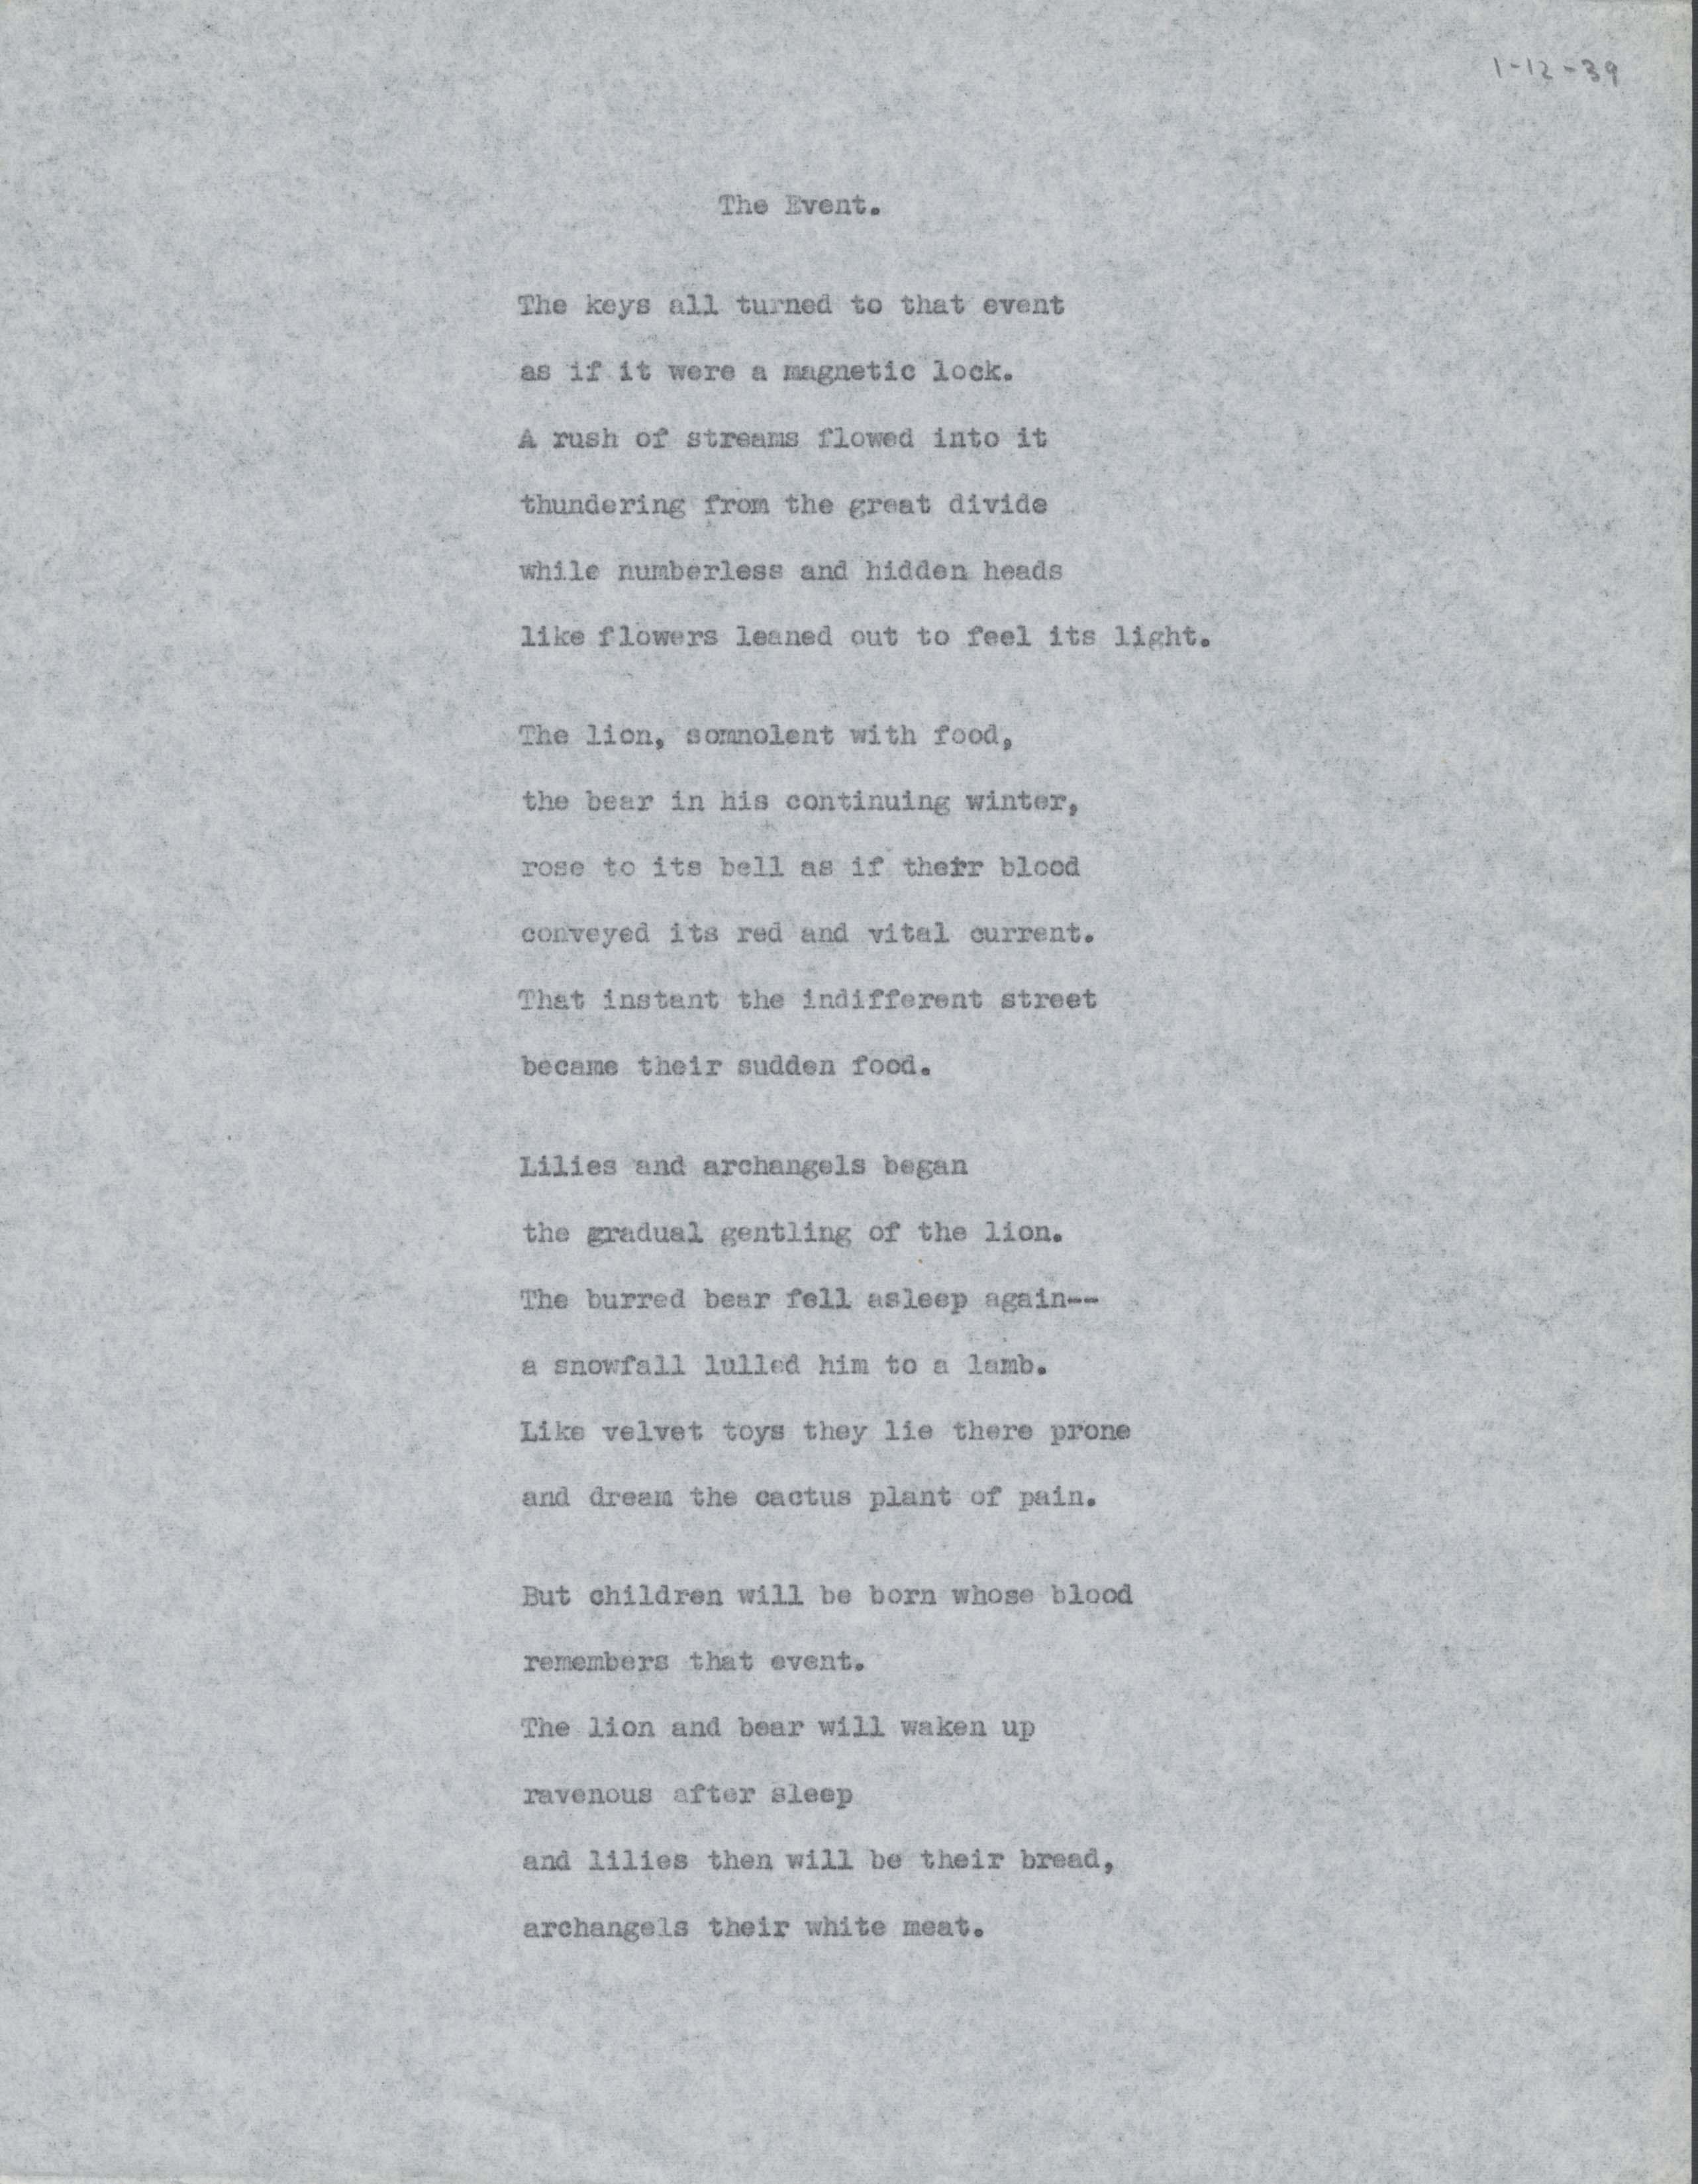 1-12-39
The Event.
The keys all turned to that event
as if it were a magnetic lock.
A rush of streams flowed into it
thundering from the great divide
while numberless and hidden heads
like flowers leaned out to feel its light.
The lion, somnolent with food,
the bear in his continuing winter,
rose to its bell as if their blood
conveyed its red and vital current.
That instant the indifferent street
became their sudden food.
Lilies and archangels began
the gradual gentling of the lion.
The burred bear fell asleep again--
a snowfall lulled him to a lamb.
Like velvet toys they lie there prone
and dream the cactus plant of pain.
But children will be born whose blood
remembers that event.
The lion and bear will waken up
ravenous after sleep
and lilies then will be their bread,
archangels their white meat.